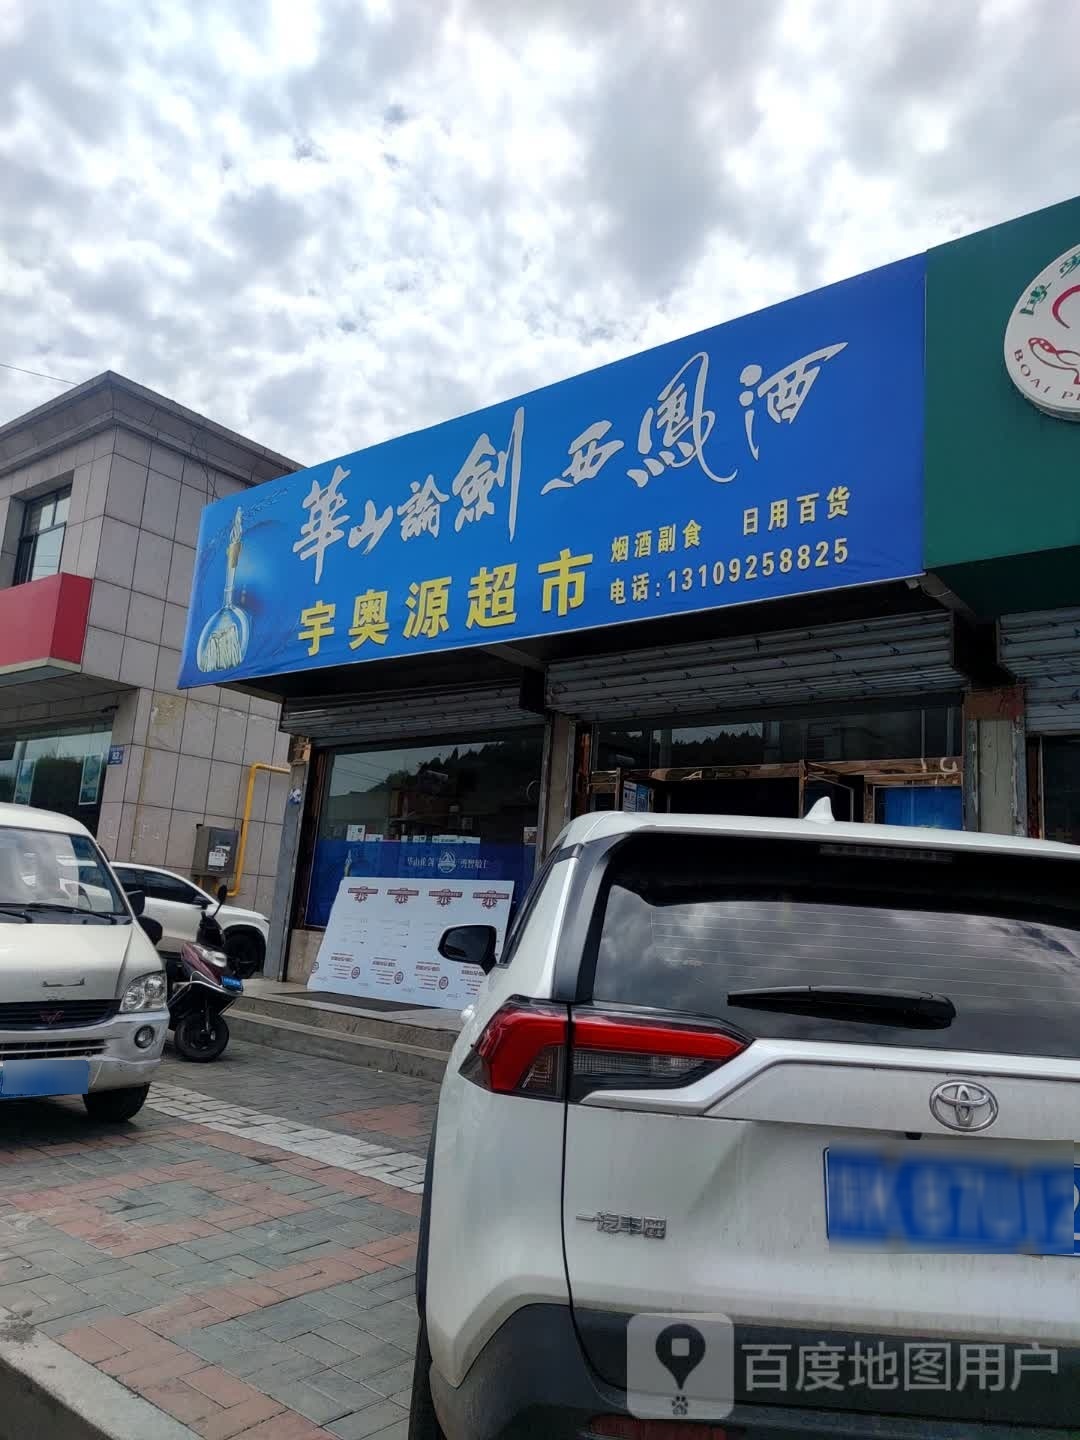 華山論劍 西鳳酒
宇奥源超市
烟酒副食 日用百货
电话:13109258825
BOAI P
一汽丰田
百度地图用户